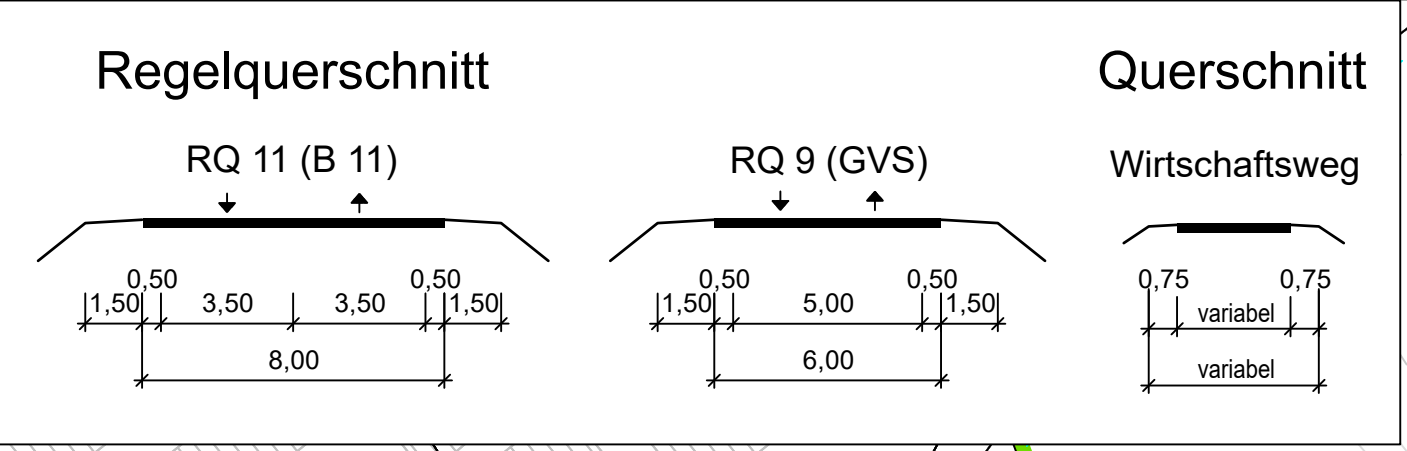 Regelquerschnitt
RQ 11 (B 11)
0,50 0,50
1,50 3,50 3,50 1,50
8,00
RQ 9 (GVS)
0,50 0,50
1,50 5,00 1,50
6,00
Querschnitt
Wirtschaftsweg
0,75 0,75
variabel
variabel